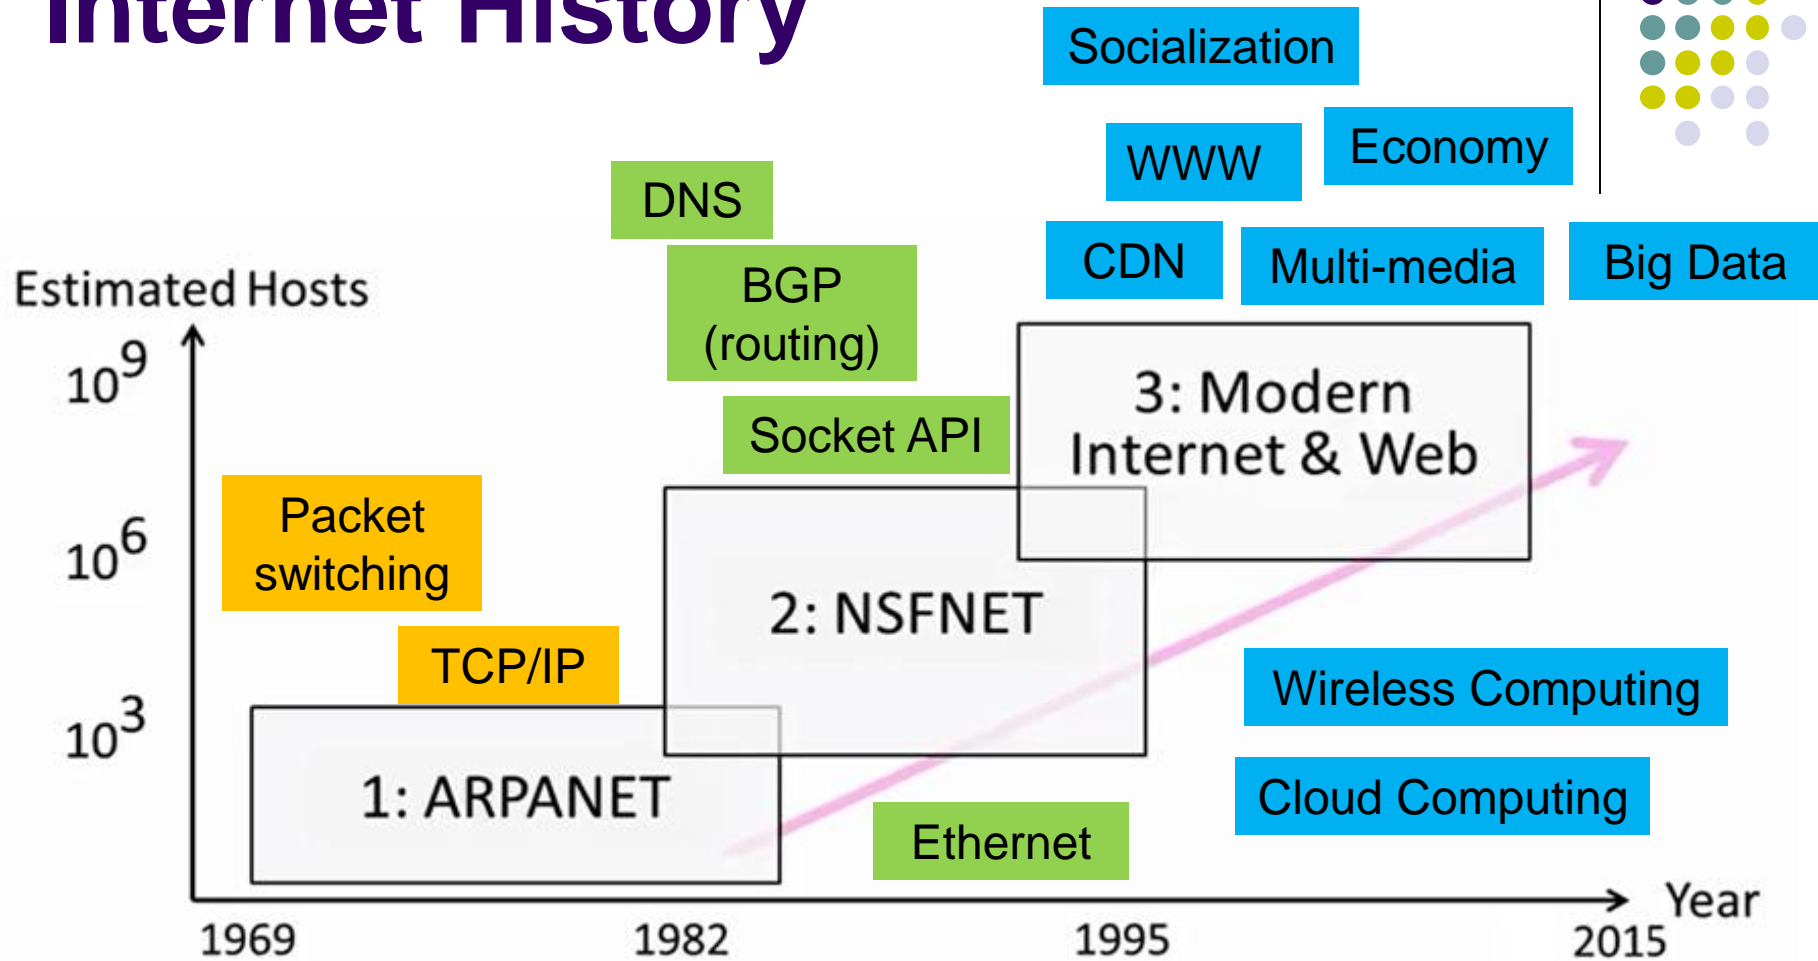 Internet History
Socialization
WWW
Economy
DNS
CDN
Multi-media
Big Data
BGP
(routing)
Estimated Hosts
10^9
3: Modern
Internet & Web
Socket API
Packet
switching
10^6
2: NSFNET
TCP/IP
Wireless Computing
10^3
1: ARPANET
Cloud Computing
Ethernet
Year
1969
1982
1995
2015